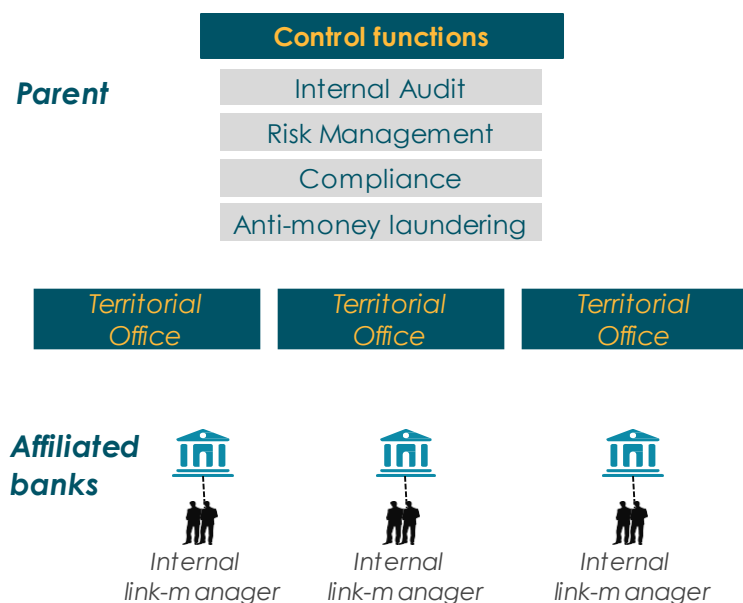 Control functions
Parent
Internal Audit
Risk Management
Compliance
Anti-money laundering
Territorial
Office
Territorial
Office
Territorial
Office
Affiliated
banks
Internal
link-manager
Internal
link-manager
Internal
link-manager